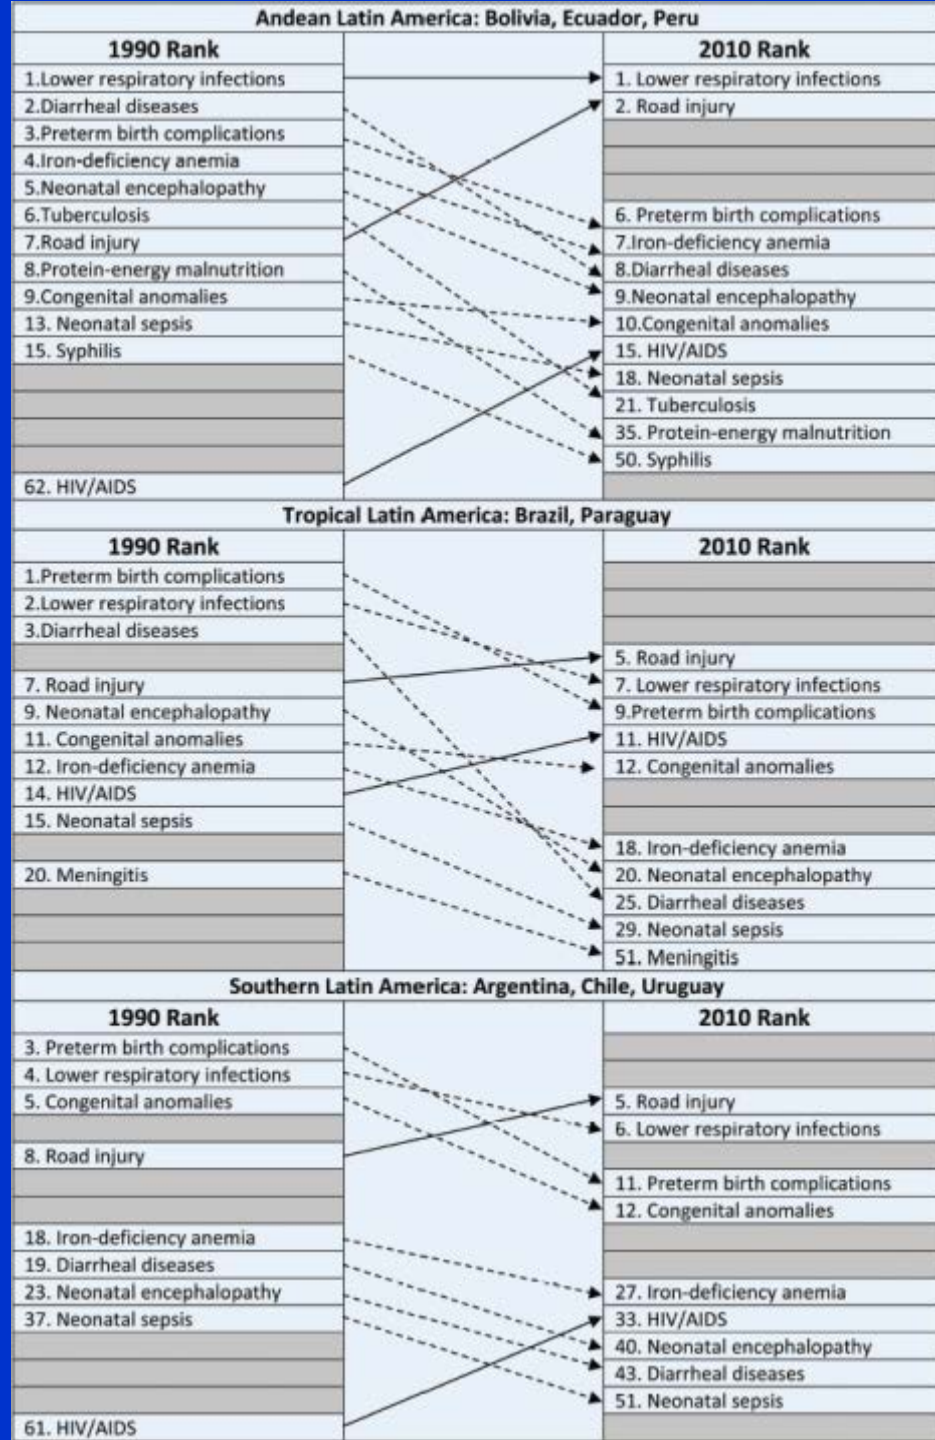 Andean Latin America: Bolivia, Ecuador, Peru
1990 Rank
2010 Rank
1.Lower respiratory infections
1. Lower respiratory infections
2.Diarrheal diseases
2. Road injury
3.Preterm birth complications
4.Iron-deficiency anemia
5.Neonatal encephalopathy
6.Tuberculosis
6. Preterm birth complications
7.Road injury
7.Iron-deficiency anemia
8.Protein-energy malnutrition
8.Diarrheal diseases
9.Congenital anomalies
9.Neonatal encephalopathy
13. Neonatal sepsis
10.Congenital anomalies
15. Syphilis
15. HIV/AIDS
18. Neonatal sepsis
21. Tuberculosis
35. Protein-energy malnutrition
50. Syphilis
62. HIV/AIDS
Tropical Latin America: Brazil, Paraguay
1990 Rank
2010 Rank
1.Preterm birth complications
2.Lower respiratory infections
3.Diarrheal diseases
5. Road injury
7. Road injury
7. Lower respiratory infections
9. Neonatal encephalopathy
9.Preterm birth complications
11. Congenital anomalies
11. HIV/AIDS
12. Iron-deficiency anemia
12. Congenital anomalies
14. HIV/AIDS
15. Neonatal sepsis
18. Iron-deficiency anemia
20. Meningitis
20. Neonatal encephalopathy
25. Diarrheal diseases
29. Neonatal sepsis
51. Meningitis
Southern Latin America: Argentina, Chile, Uruguay
1990 Rank
2010 Rank
3. Preterm birth complications
4. Lower respiratory infections
5. Congenital anomalies
5. Road injury
6. Lower respiratory infections
8. Road injury
11. Preterm birth complications
12. Congenital anomalies
18. Iron-deficiency anemia
19. Diarrheal diseases
23. Neonatal encephalopathy
27. Iron-deficiency anemia
37. Neonatal sepsis
33. HIV/AIDS
40. Neonatal encephalopathy
43. Diarrheal diseases
51. Neonatal sepsis
61. HIV/AIDS